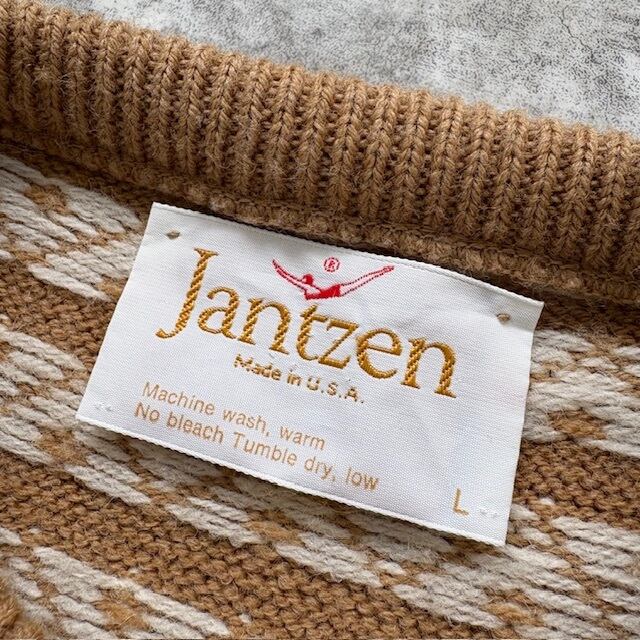 ®
Jantzen
Made in U.S.A.
Machine wash, warm
No bleach Tumble dry, low
L